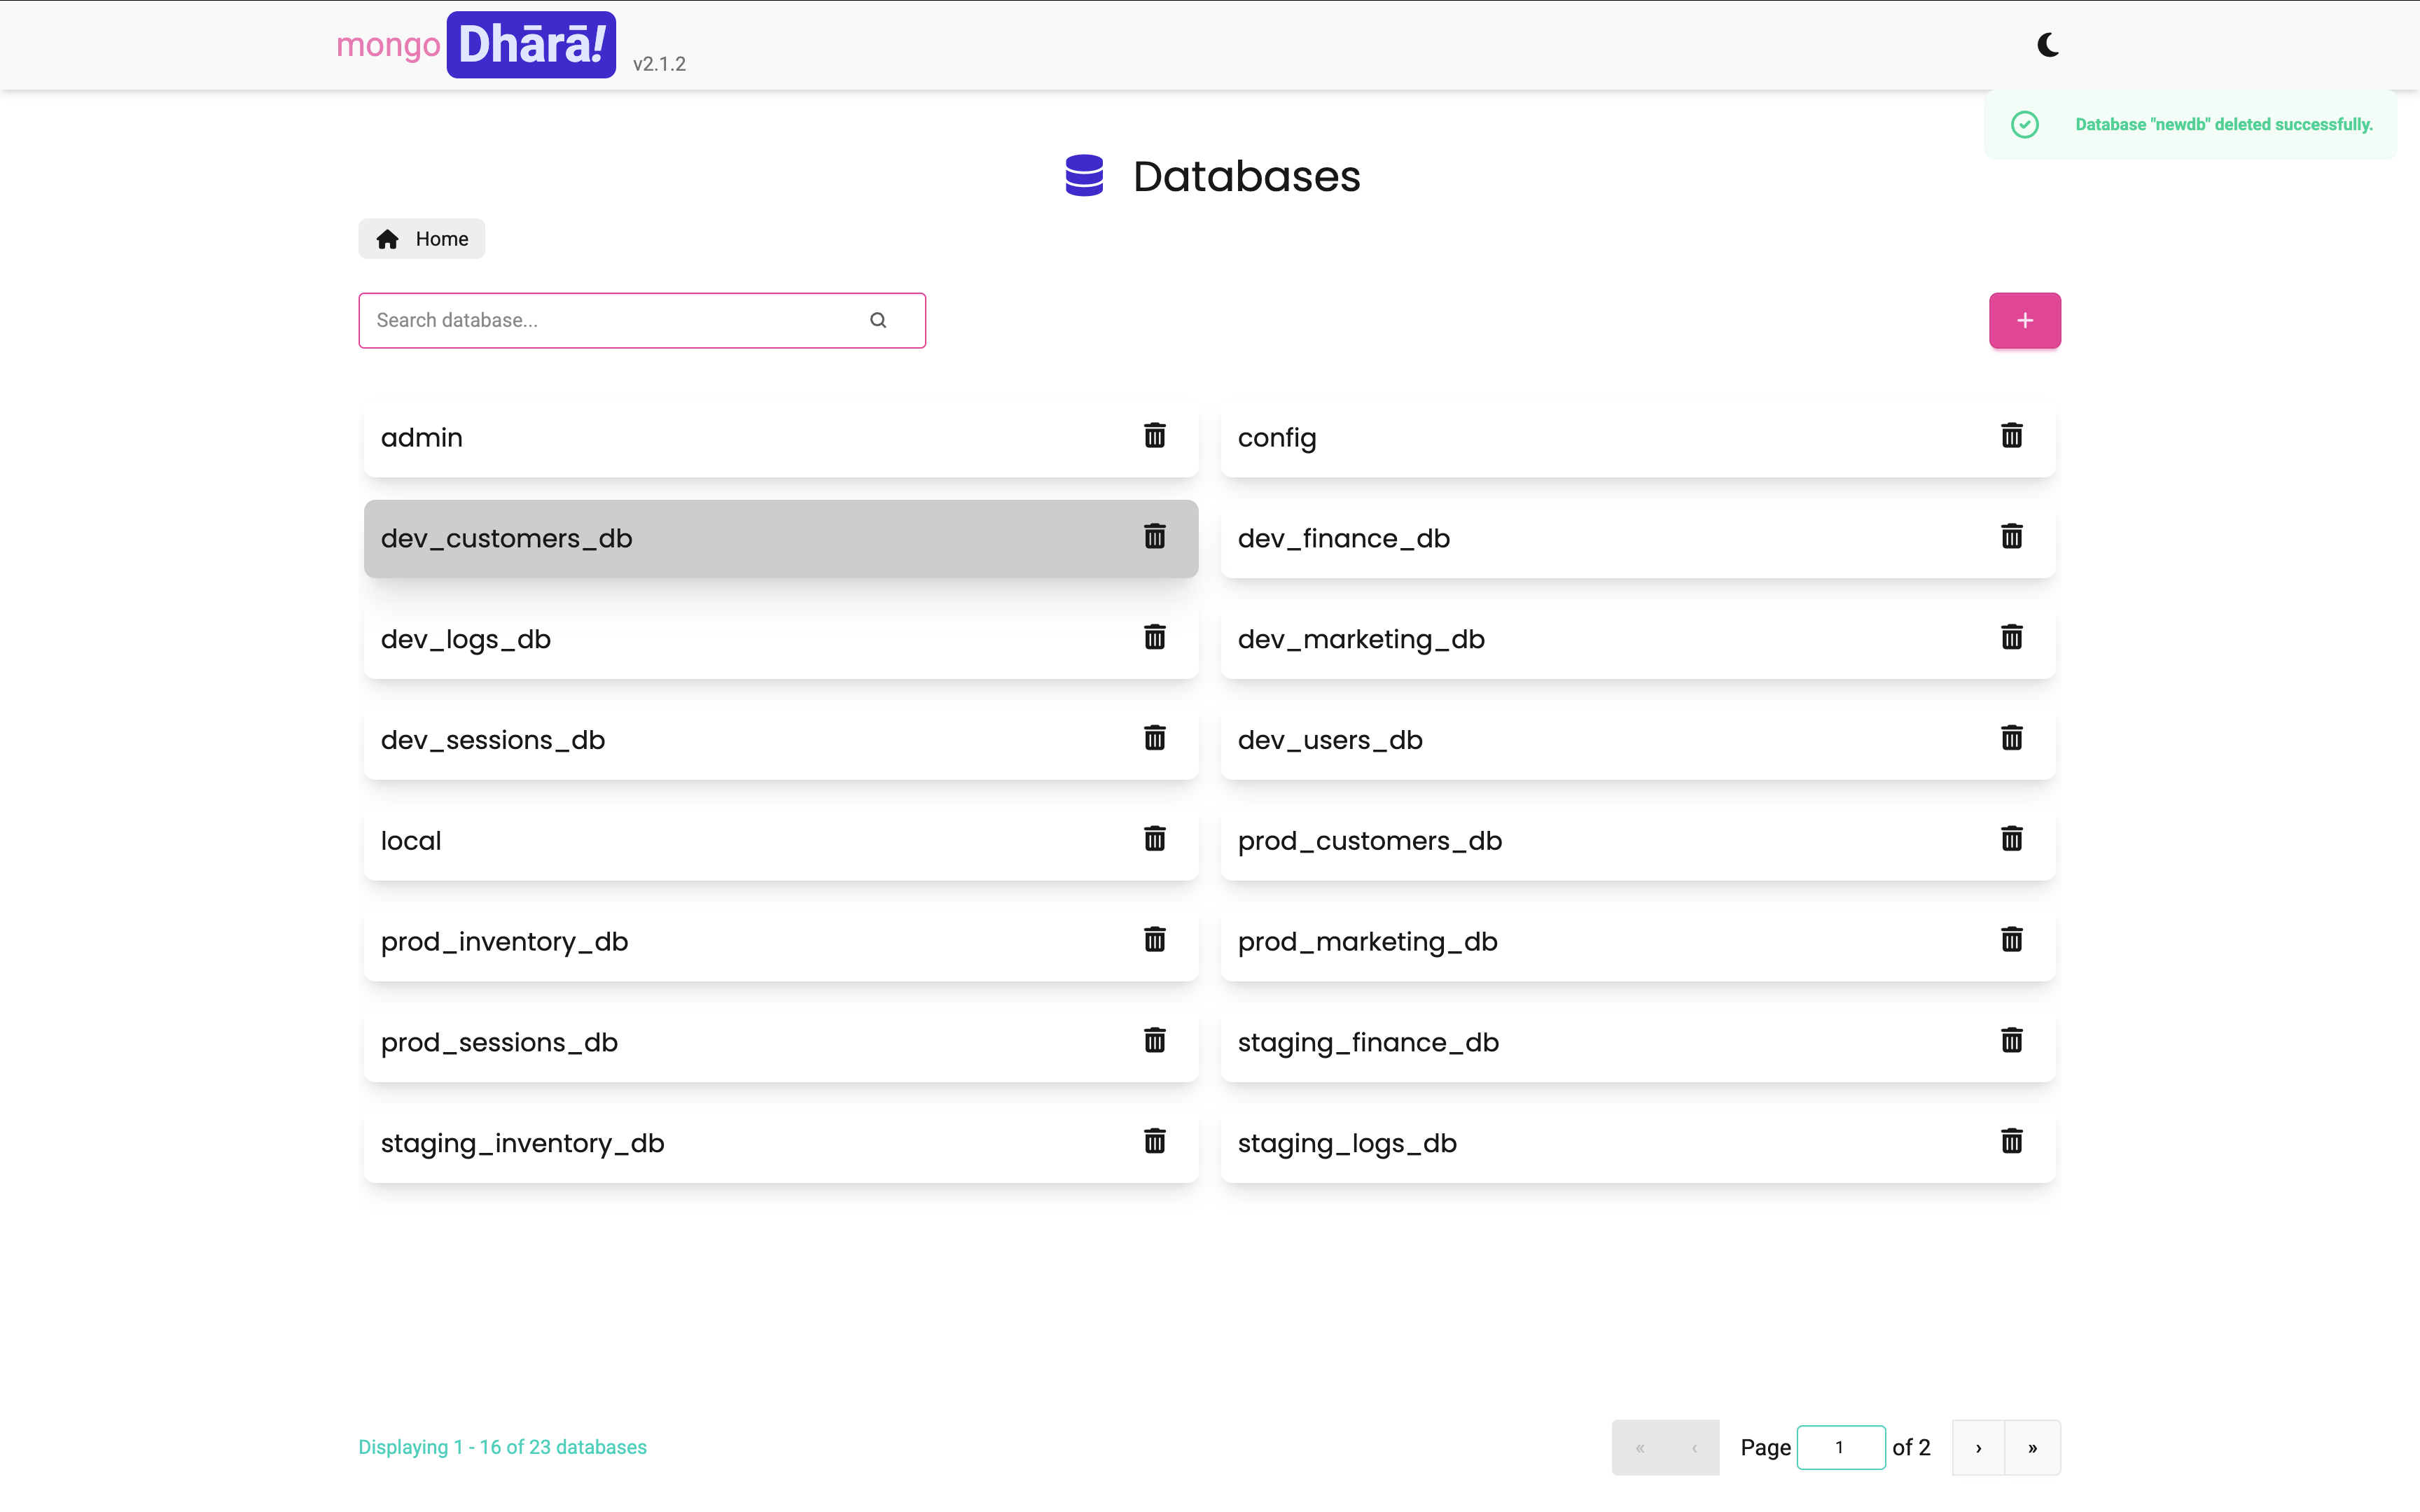 mongo Dhārā! v2.1.2
Database "newdb" deleted successfully.
Databases
Home
Search database...
+
admin
config
dev_customers_db
dev_finance_db
dev_logs_db
dev_marketing_db
dev_sessions_db
dev_users_db
local
prod_customers_db
prod_inventory_db
prod_marketing_db
prod_sessions_db
staging_finance_db
staging_inventory_db
staging_logs_db
Displaying 1 - 16 of 23 databases
« ‹ Page 1 of 2 › »